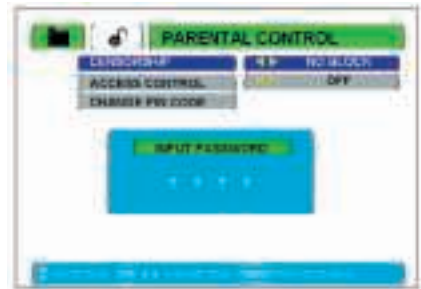 PARENTAL CONTROL
CENSORSHIP NO BLOCK
ACCESS CONTROL OFF
CHANGE PIN CODE
INPUT PASSWORD
* * * *